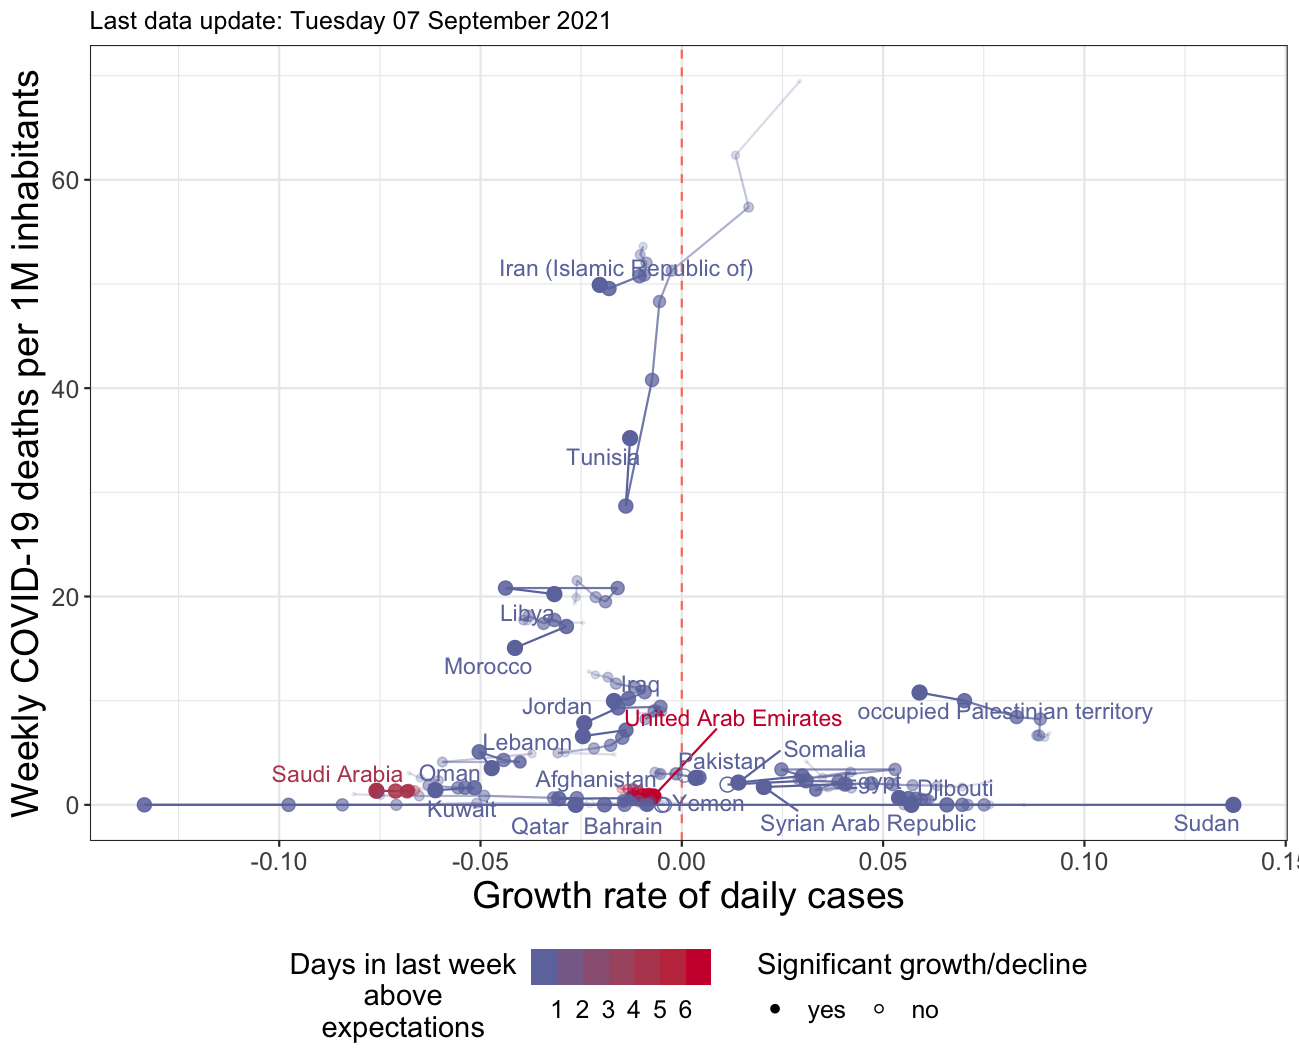 Last data update: Tuesday 07 September 2021
Weekly COVID-19 deaths per 1M inhabitants
60
40
20
0
Iran (Islamic Republic of)
Tunisia
Libya
Morocco
Iraq
Jordan
United Arab Emirates
occupied Palestinian territory
Lebanon
Somalia
Pakistan
Saudi Arabia
Oman
Afghanistan
Egypt
Djibouti
Kuwait
Yemen
Qatar
Bahrain
Syrian Arab Republic
Sudan
-0.10
-0.05
0.00
0.05
0.10
0.15
Growth rate of daily cases
Days in last week
above
expectations
1 2 3 4 5 6
Significant growth/decline
yes
no